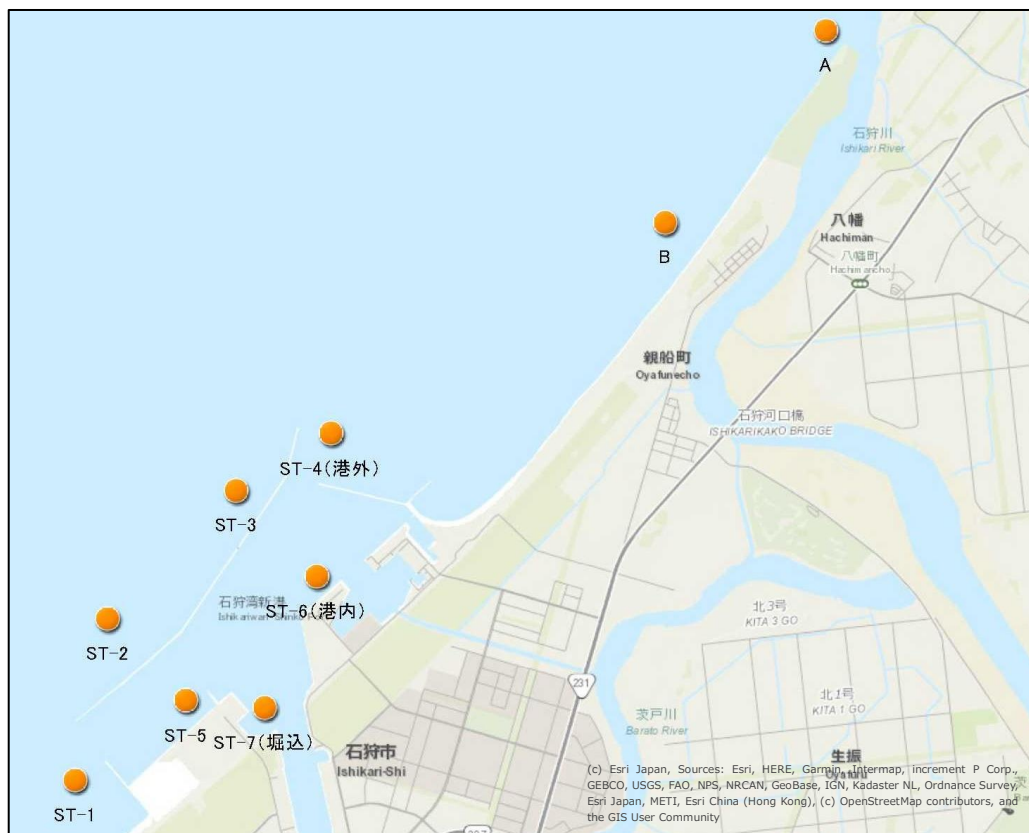 A
石狩川
Ishikari River
八幡
Hachiman
八幡町
Hachimancho
B
親船町
Oyafunecho
石狩河口橋
ISHIKARIKAKO BRIDGE
ST-4(港外)
ST-3
石狩湾新港
ST-6(港内)
北3号
KITA 3 GO
ST-2
231
北1号
KITA 1 GO
茨戸川
Barato River
ST-5
ST-7(堀込)
石狩市
Ishikari-Shi
生振
Oyafuru
ST-1
(c) Esri Japan, Sources: Esri, HERE, Garmin, Intermap, increment P Corp.,
GEBCO, USGS, FAO, NPS, NRCAN, GeoBase, IGN, Kadaster NL, Ordnance Survey,
Esri Japan, METI, Esri China (Hong Kong), (c) OpenStreetMap contributors, and
the GIS User Community